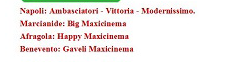 Napoli: Ambasciatori - Vittoria - Modernissimo.
Marcianide: Big Maxicinema
Afragola: Happy Maxicinema
Benevento: Gaveli Maxicinema